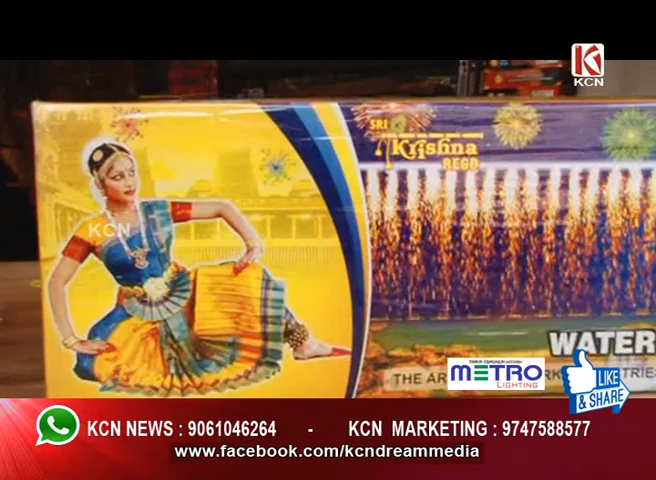 KCN
SRI
Krishna
REGD
KCN
WATER
METRO
LIGHTING
THE AR
LIKE
& SHARE
KCN NEWS : 9061046264 - KCN MARKETING : 9747588577
www.facebook.com/kcndreammedia